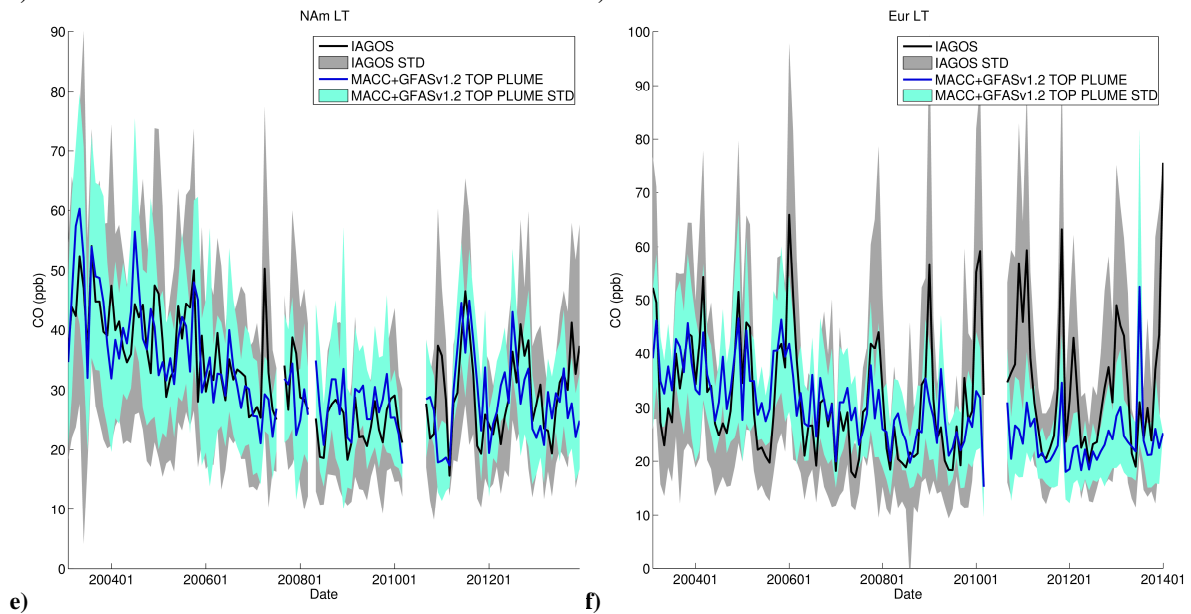 NAm LT
90
80
70
60
50
40
30
20
10
0
CO (ppb)
200401
200601
200801
201001
201201
Date
IAGOS
IAGOS STD
MACC+GFASv1.2 TOP PLUME
MACC+GFASv1.2 TOP PLUME STD
e)
Eur LT
100
90
80
70
60
50
40
30
20
10
0
CO (ppb)
200401
200601
200801
201001
201201
201401
Date
IAGOS
IAGOS STD
MACC+GFASv1.2 TOP PLUME
MACC+GFASv1.2 TOP PLUME STD
f)